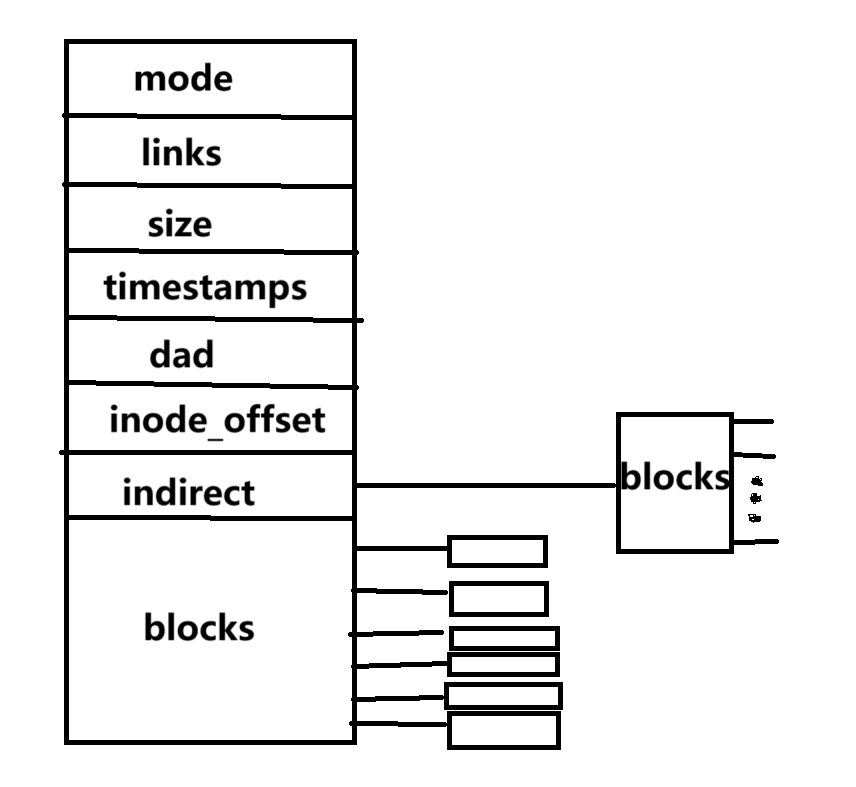 mode
links
size
timestamps
dad
inode_offset
indirect
blocks
blocks